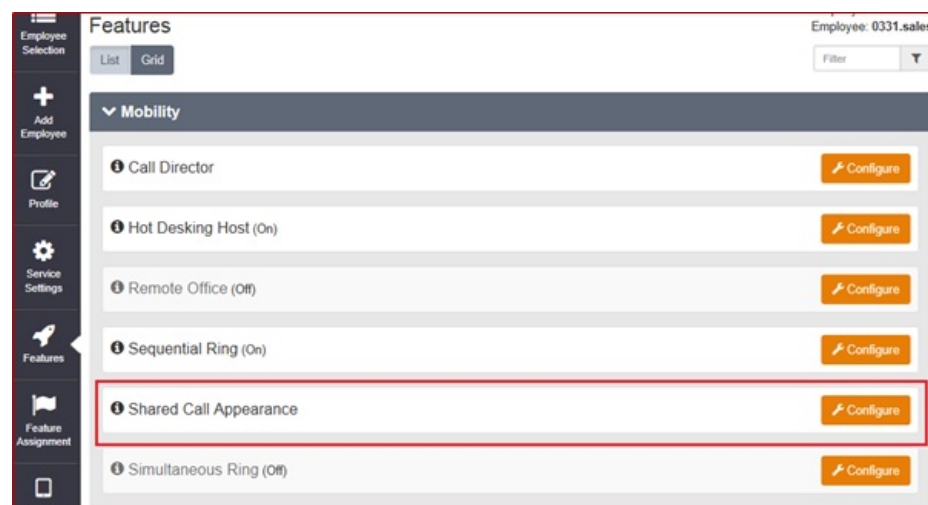 Employee
Selection
Add
Employee
Profile
Service
Settings
Features
Feature
Assignment
Features
Employee: 0331.sales
List Grid
Filter
Mobility
Call Director
Configure
Hot Desking Host (On)
Configure
Remote Office (Off)
Configure
Sequential Ring (On)
Configure
Shared Call Appearance
Configure
Simultaneous Ring (Off)
Configure